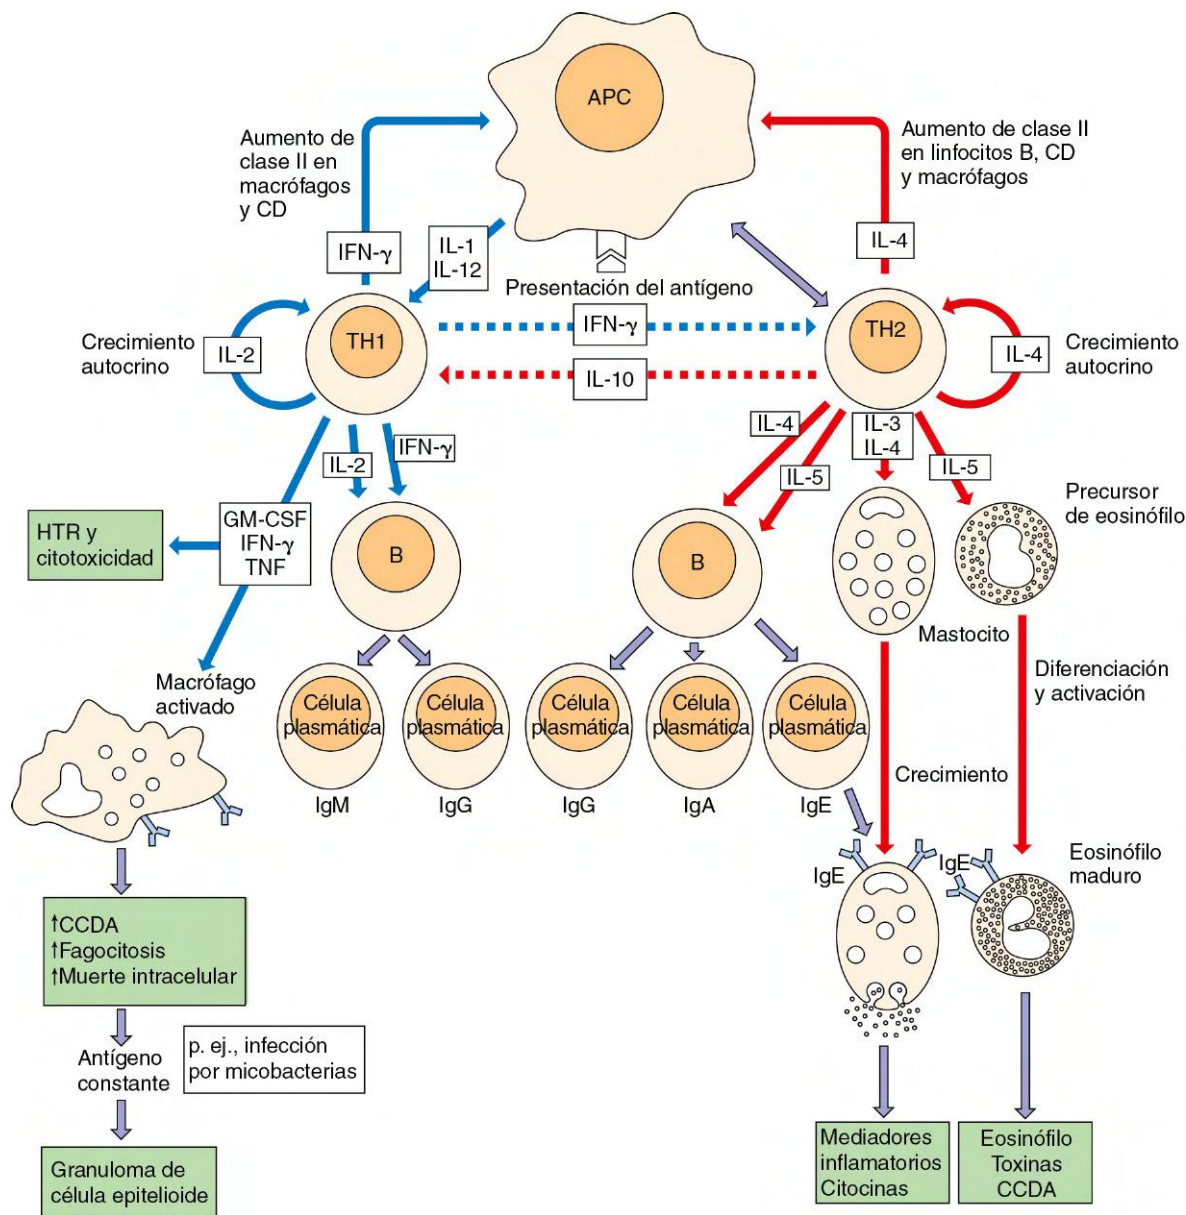 APC
Aumento de
clase II en
macrófagos
y CD
Aumento de clase II
en linfocitos B, CD
y macrófagos
IFN-γ
IL-1
IL-12
IL-4
Presentación del antígeno
Crecimiento
autocrino
IL-2
TH1
IFN-γ
IL-10
TH2
IL-4
Crecimiento
autocrino
IL-2
IFN-γ
IL-4
IL-5
IL-3
IL-4
IL-5
HTR y
citotoxicidad
GM-CSF
IFN-γ
TNF
B
B
Precursor
de eosinófilo
Mastocito
Macrófago
activado
Célula
plasmática
Célula
plasmática
Célula
plasmática
Célula
plasmática
Célula
plasmática
Diferenciación
y activación
Crecimiento
IgM
IgG
IgG
IgA
IgE
IgE
IgE
Eosinófilo
maduro
↑CCDA
↑Fagocitosis
↑Muerte intracelular
Antígeno
constante
p. ej., infección
por micobacterias
Granuloma de
célula epitelioide
Mediadores
inflamatorios
Citocinas
Eosinófilo
Toxinas
CCDA